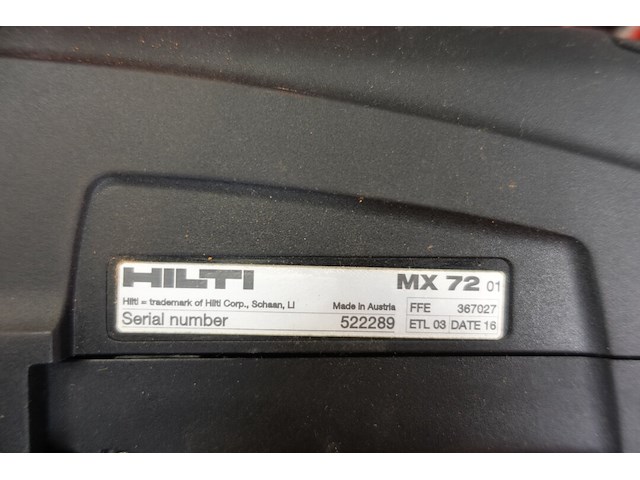 HILTI MX 72 01
Hilti = trademark of Hilti Corp., Schaan, LI Made in Austria FFE 367027
Serial number 522289 ETL 03 DATE 16